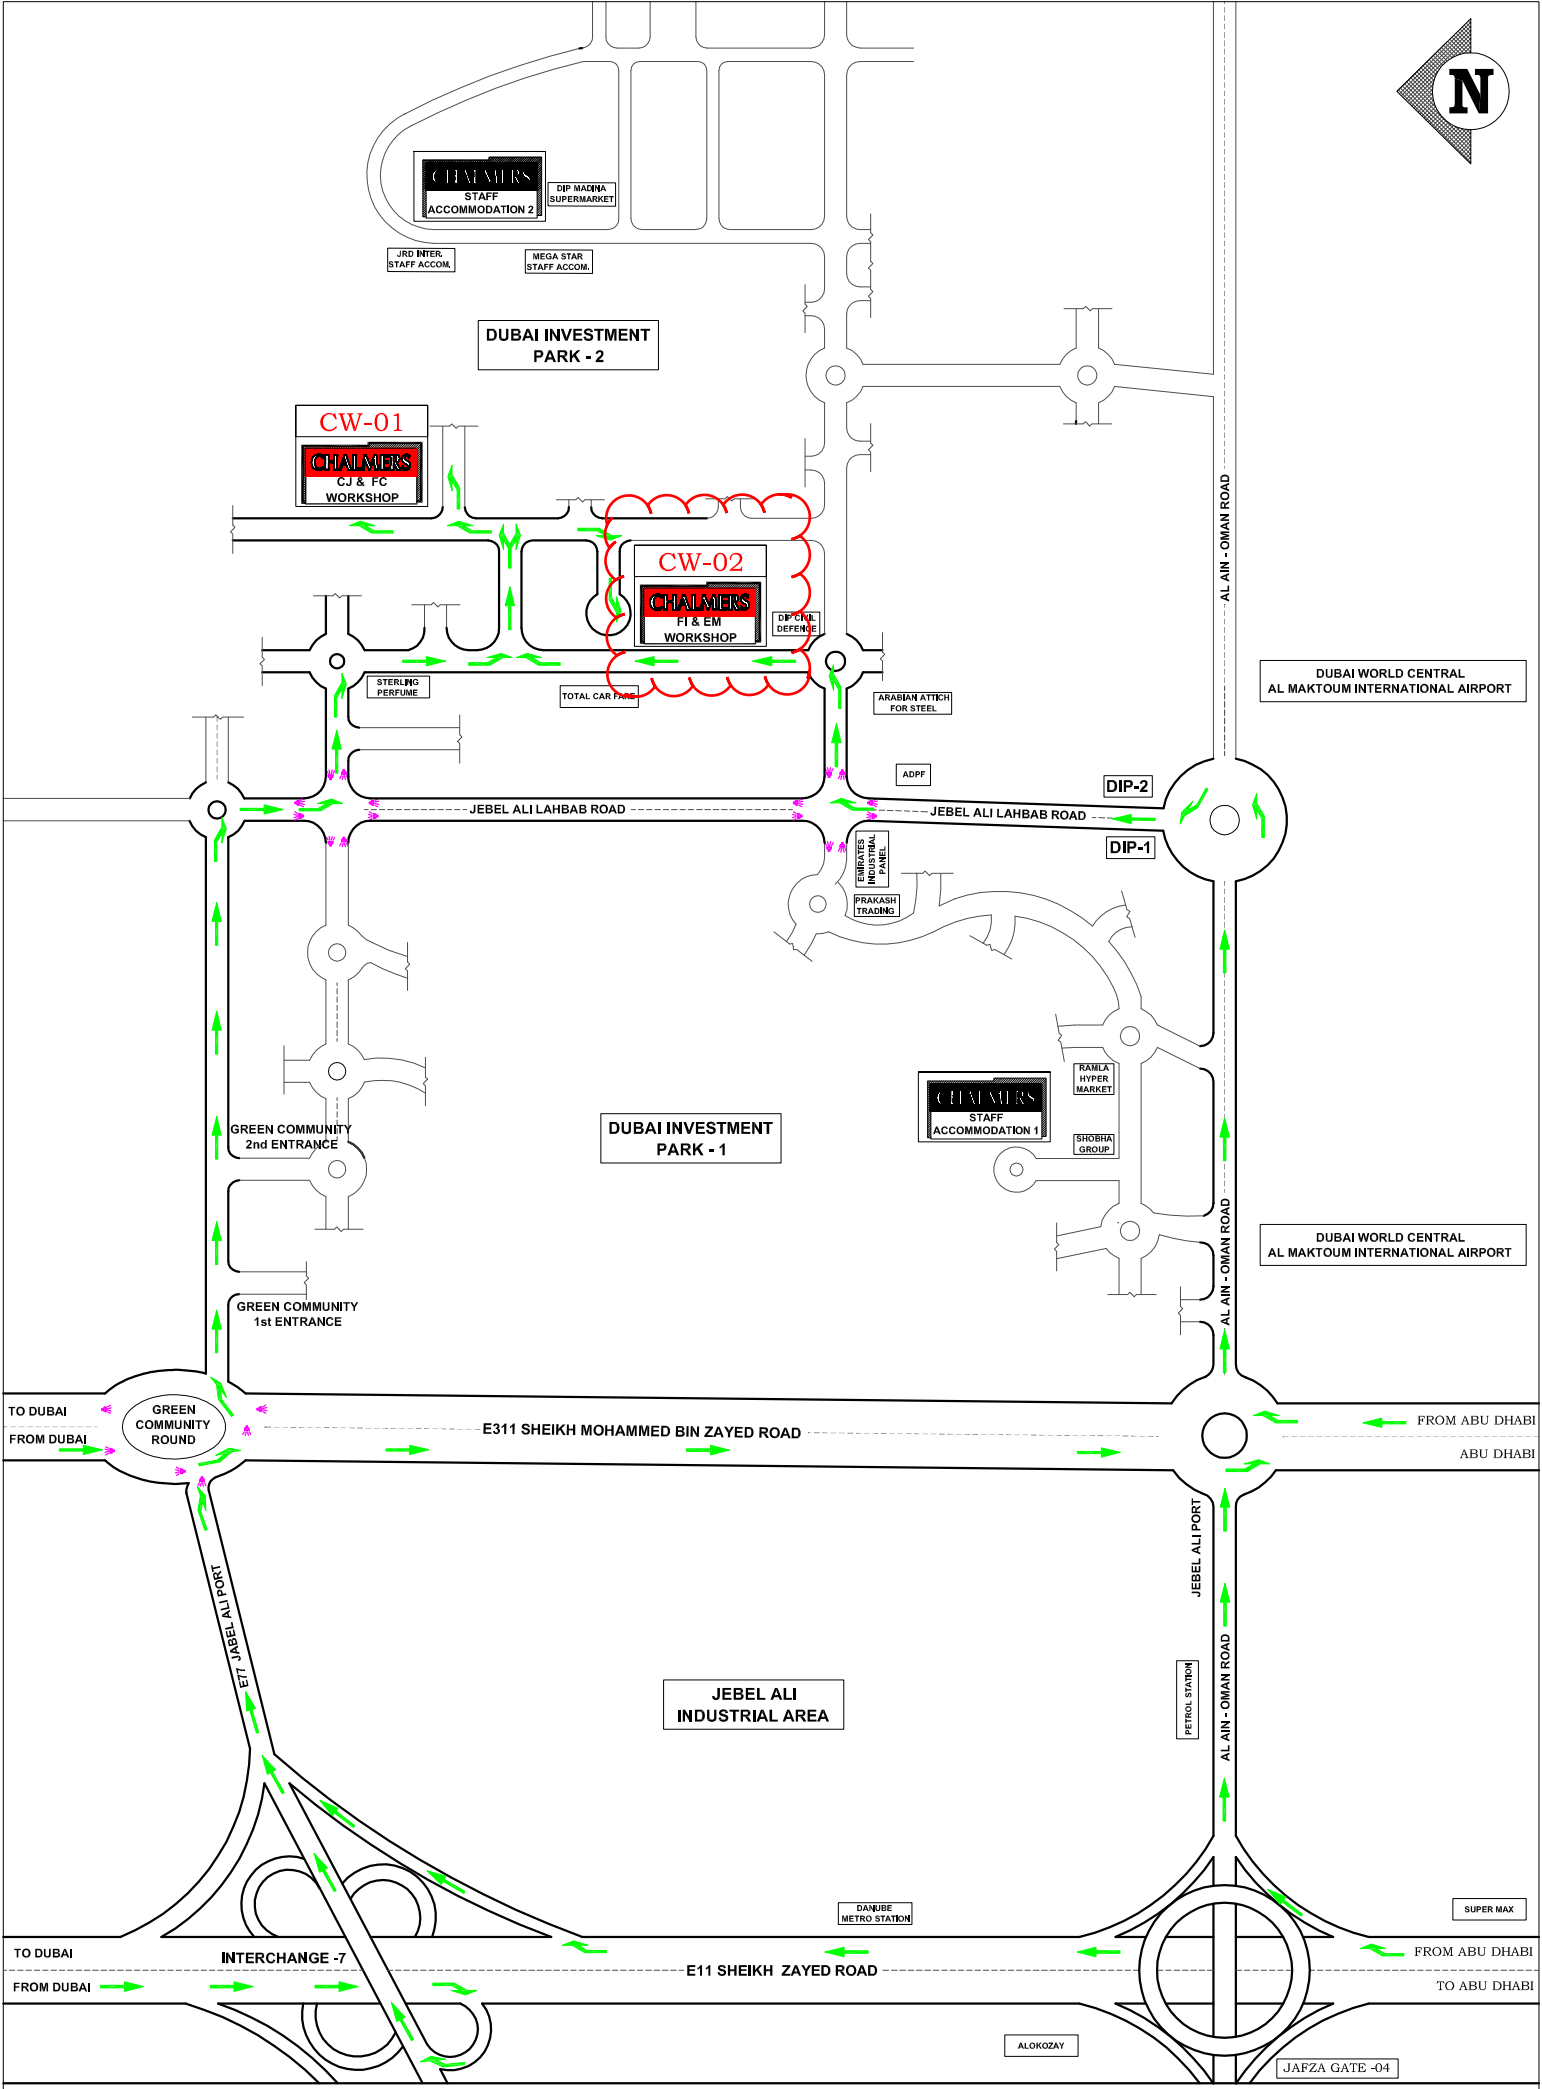 N
CHALMERS
STAFF
ACCOMMODATION 2
DIP MADINA
SUPERMARKET
JRD INTER.
STAFF ACCOM.
MEGA STAR
STAFF ACCOM.
DUBAI INVESTMENT
PARK - 2
CW-01
CHALMERS
CJ & FC
WORKSHOP
CW-02
CHALMERS
FI & EM
WORKSHOP
DIP CIVIL
DEFENCE
AL AIN - OMAN ROAD
STERLING
PERFUME
TOTAL CAR FARE
ARABIAN ATTICH
FOR STEEL
DUBAI WORLD CENTRAL
AL MAKTOUM INTERNATIONAL AIRPORT
ADPF
DIP-2
JEBEL ALI LAHBAB ROAD
JEBEL ALI LAHBAB ROAD
DIP-1
EMIRATES
INDUSTRIAL
PANEL
PRAKASH
TRADING
RAMLA
HYPER
MARKET
CHALMERS
STAFF
ACCOMMODATION 1
SHOBHA
GROUP
GREEN COMMUNITY
2nd ENTRANCE
DUBAI INVESTMENT
PARK - 1
AL AIN - OMAN ROAD
DUBAI WORLD CENTRAL
AL MAKTOUM INTERNATIONAL AIRPORT
GREEN COMMUNITY
1st ENTRANCE
TO DUBAI
FROM DUBAI
GREEN
COMMUNITY
ROUND
E311 SHEIKH MOHAMMED BIN ZAYED ROAD
FROM ABU DHABI
ABU DHABI
JEBEL ALI PORT
E77 JABEL ALI PORT
AL AIN - OMAN ROAD
PETROL STATION
JEBEL ALI
INDUSTRIAL AREA
DANUBE
METRO STATION
SUPER MAX
TO DUBAI
FROM DUBAI
INTERCHANGE -7
E11 SHEIKH ZAYED ROAD
FROM ABU DHABI
TO ABU DHABI
ALOKOZAY
JAFZA GATE -04